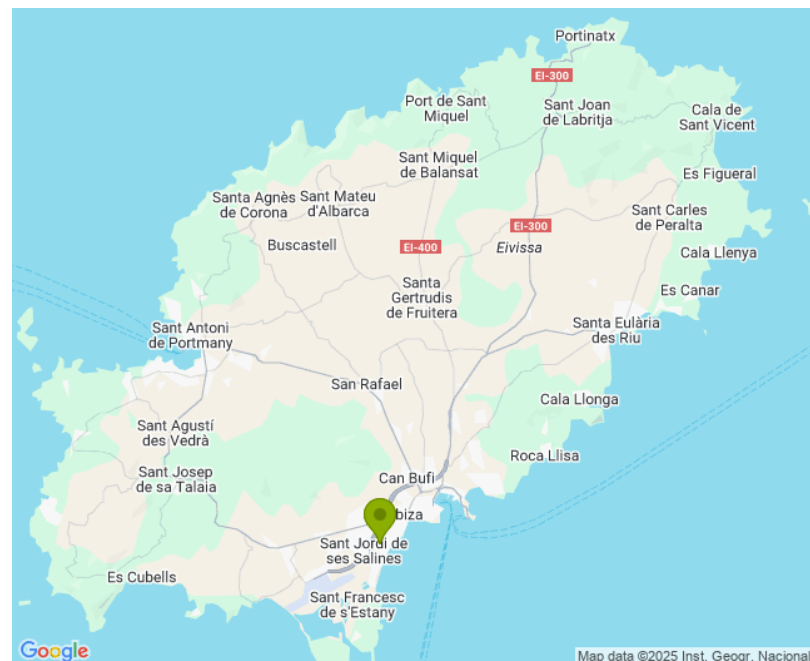 Portinatx
EI-300
Port de Sant
Miquel
Sant Joan
de Labritja
Cala de
Sant Vicent
Sant Miquel
de Balansat
Es Figueral
Santa Agnès
de Corona
Sant Mateu
d'Albarca
Sant Carles
de Peralta
EI-300
Buscastell
EI-400
Eivissa
Cala Llenya
Santa
Gertrudis
de Fruitera
Es Canar
Sant Antoni
de Portmany
Santa Eulària
des Riu
San Rafael
Cala Llonga
Sant Agustí
des Vedrà
Roca Llisa
Sant Josep
de sa Talaia
Can Bufi
biza
Sant Jordi de
ses Salines
Es Cubells
Sant Francesc
de s'Estany
Google
Map data ©2025 Inst. Geogr. Nacional